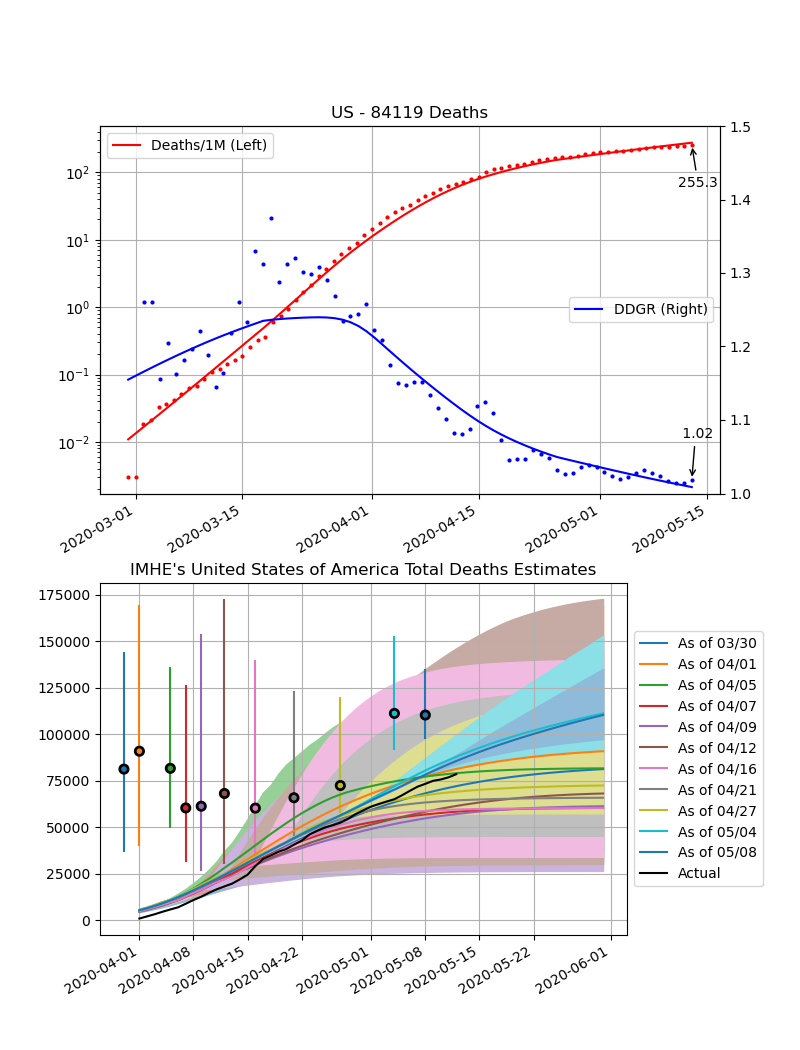 US - 84119 Deaths
Deaths/1M (Left)
DDGR (Right)
255.3
1.02
10²
10¹
10⁰
10⁻¹
10⁻²
1.5
1.4
1.3
1.2
1.1
1.0
2020-03-01
2020-03-15
2020-04-01
2020-04-15
2020-05-01
2020-05-15
IMHE's United States of America Total Deaths Estimates
175000
150000
125000
100000
75000
50000
25000
0
2020-04-01
2020-04-08
2020-04-15
2020-04-22
2020-05-01
2020-05-08
2020-05-15
2020-05-22
2020-06-01
As of 03/30
As of 04/01
As of 04/05
As of 04/07
As of 04/09
As of 04/12
As of 04/16
As of 04/21
As of 04/27
As of 05/04
As of 05/08
Actual